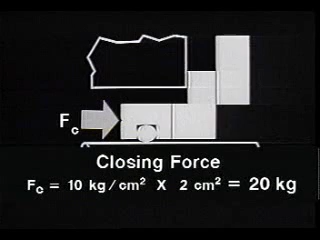 Fc
Closing Force
Fc = 10 kg/cm² X 2 cm² = 20 kg